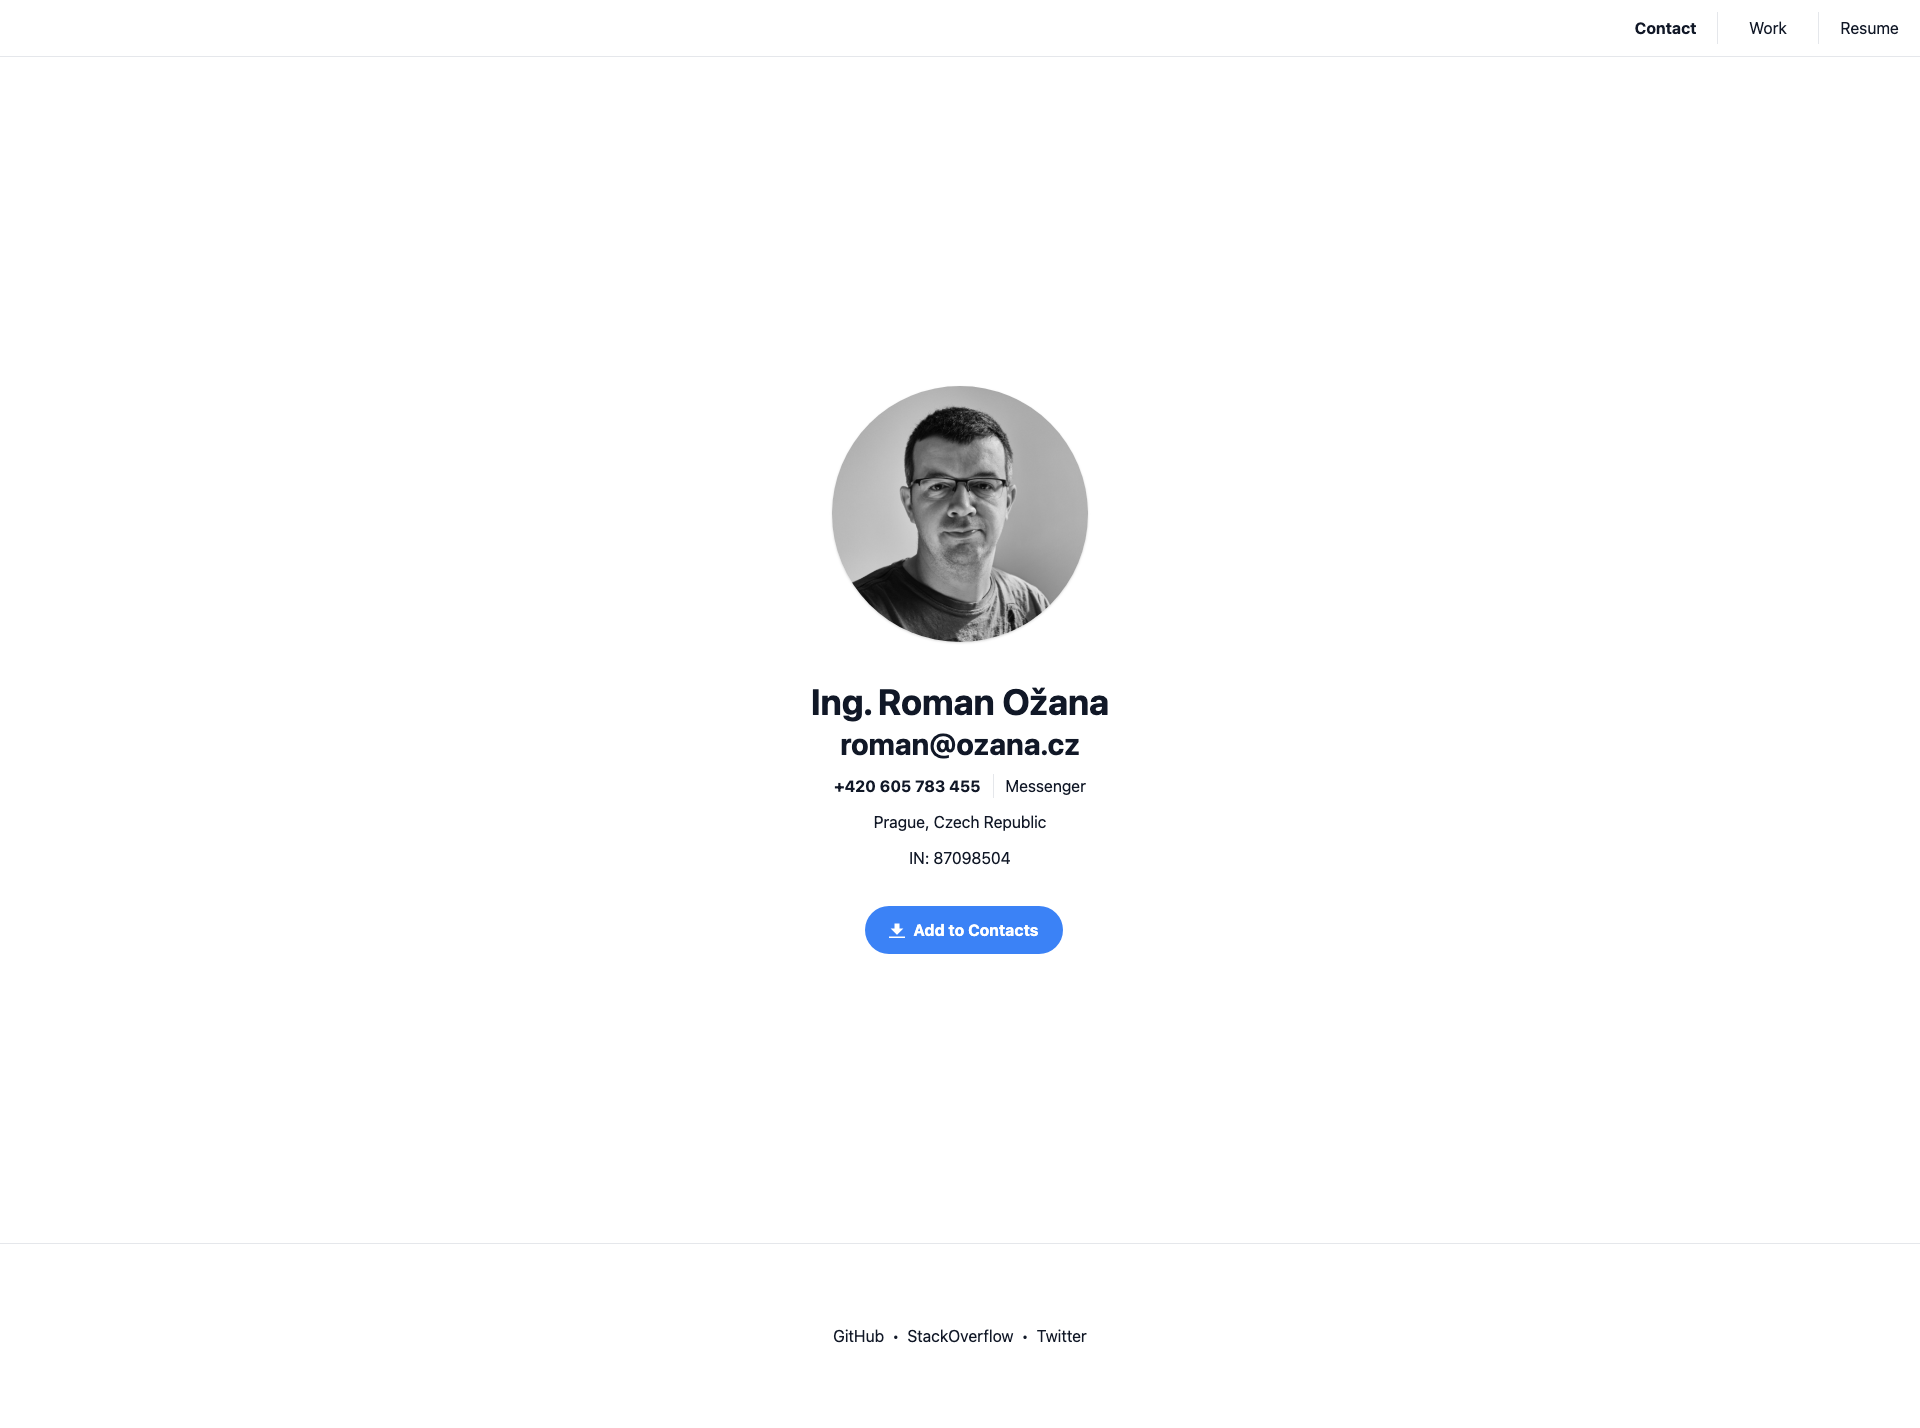 Contact Work Resume
Ing. Roman Ožana
roman@ozana.cz
+420 605 783 455 Messenger
Prague, Czech Republic
IN: 87098504
Add to Contacts
GitHub • StackOverflow • Twitter